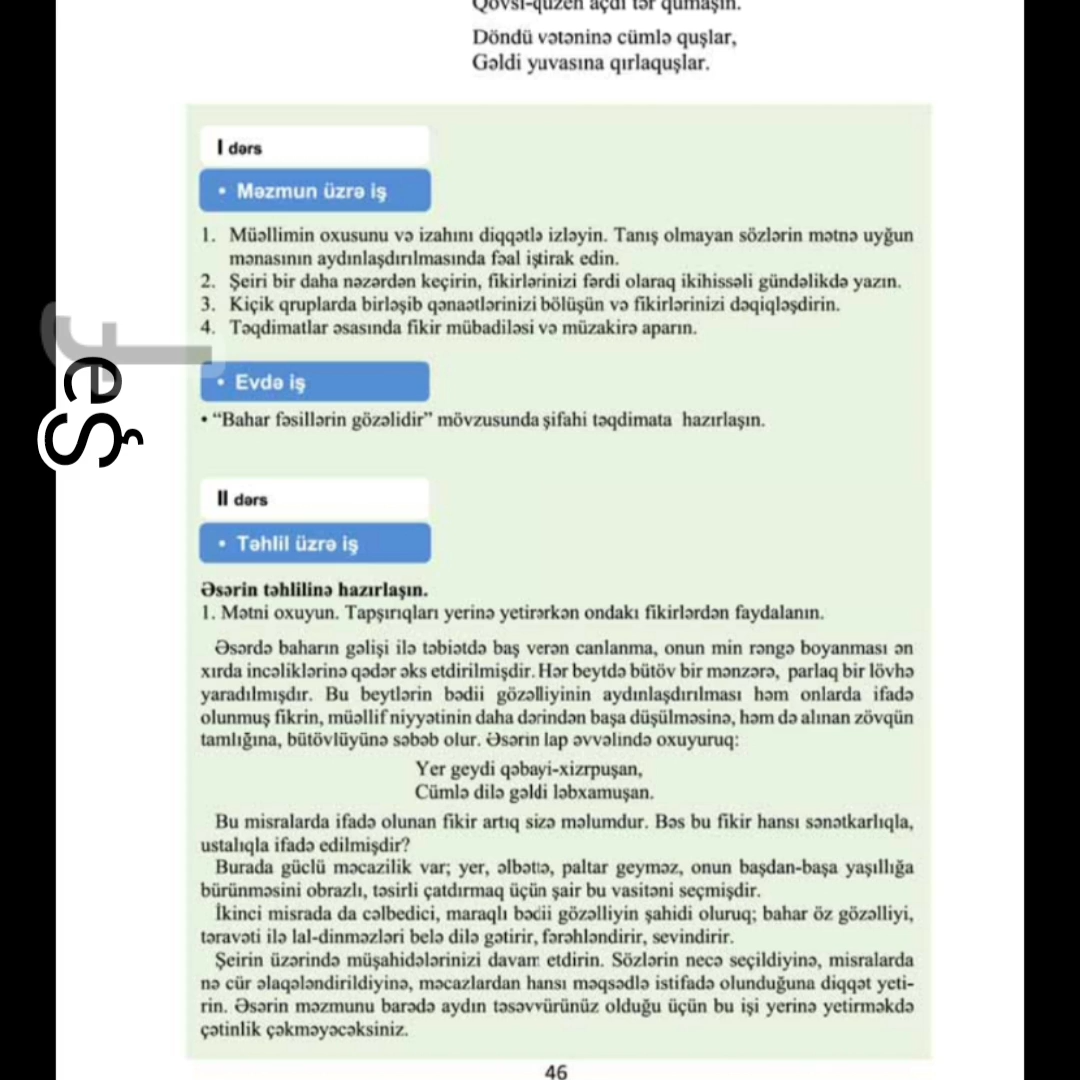 Qövsi-qüzeh açdı tər qumaşın.
Döndü vətəninə cümlə quşlar,
Gəldi yuvasına qırlaquşlar.
I dərs
• Məzmun üzrə iş
1. Müəllimin oxusunu və izahını diqqətlə izləyin. Tanış olmayan sözlərin mətnə uyğun
mənasının aydınlaşdırılmasında fəal iştirak edin.
2. Şeiri bir daha nəzərdən keçirin, fikirlərinizi fərdi olaraq ikihissəli gündəlikdə yazın.
3. Kiçik qruplarda birləşib qənaətlərinizi bölüşün və fikirlərinizi dəqiqləşdirin.
4. Təqdimatlar əsasında fikir mübadiləsi və müzakirə aparın.
• Evdə iş
• “Bahar fəsillərin gözəlidir” mövzusunda şifahi təqdimata hazırlaşın.
II dərs
• Təhlil üzrə iş
Əsərin təhlilinə hazırlaşın.
1. Mətni oxuyun. Tapşırıqları yerinə yetirərkən ondakı fikirlərdən faydalanın.
Əsərdə baharın gəlişi ilə təbiətdə baş verən canlanma, onun min rəngə boyanması ən
xırda incəliklərinə qədər əks etdirilmişdir. Hər beytdə bütöv bir mənzərə, parlaq bir lövhə
yaradılmışdır. Bu beytlərin bədii gözəlliyinin aydınlaşdırılması həm onlarda ifadə
olunmuş fikrin, müəllif niyyətinin daha dərindən başa düşülməsinə, həm də alınan zövqün
tamlığına, bütövlüyünə səbəb olur. Əsərin lap əvvəlində oxuyuruq:
Yer geydi qəbayi-xizrpuşan,
Cümlə dilə gəldi ləbxamuşan.
Bu misralarda ifadə olunan fikir artıq sizə məlumdur. Bəs bu fikir hansı sənətkarlıqla,
ustalıqla ifadə edilmişdir?
Burada güclü məcazilik var; yer, əlbəttə, paltar geyməz, onun başdan-başa yaşıllığa
bürünməsini obrazlı, təsirli çatdırmaq üçün şair bu vasitəni seçmişdir.
İkinci misrada da cəlbedici, maraqlı bədii gözəlliyin şahidi oluruq; bahar öz gözəlliyi,
təravəti ilə lal-dinməzləri belə dilə gətirir, fərəhləndirir, sevindirir.
Şeirin üzərində müşahidələrinizi davam etdirin. Sözlərin necə seçildiyinə, misralarda
nə cür əlaqələndirildiyinə, məcazlardan hansı məqsədlə istifadə olunduğuna diqqət yeti-
rin. Əsərin məzmunu barədə aydın təsəvvürünüz olduğu üçün bu işi yerinə yetirməkdə
çətinlik çəkməyəcəksiniz.
46